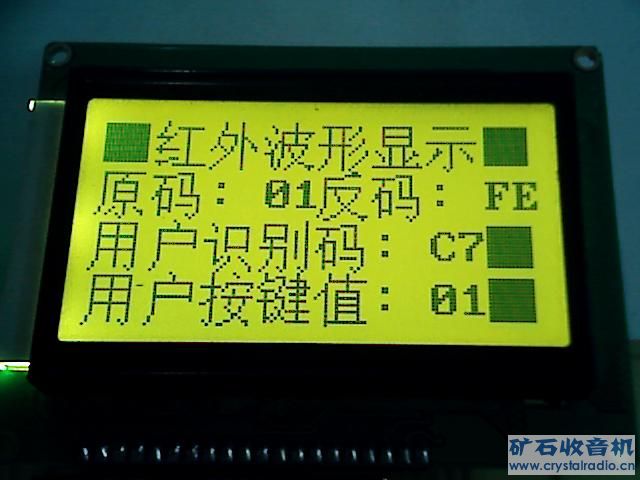 ■红外波形显示■
原码：01反码：FE
用户识别码：C7■
用户按键值：01■
矿石收音机
www.crystalradio.cn